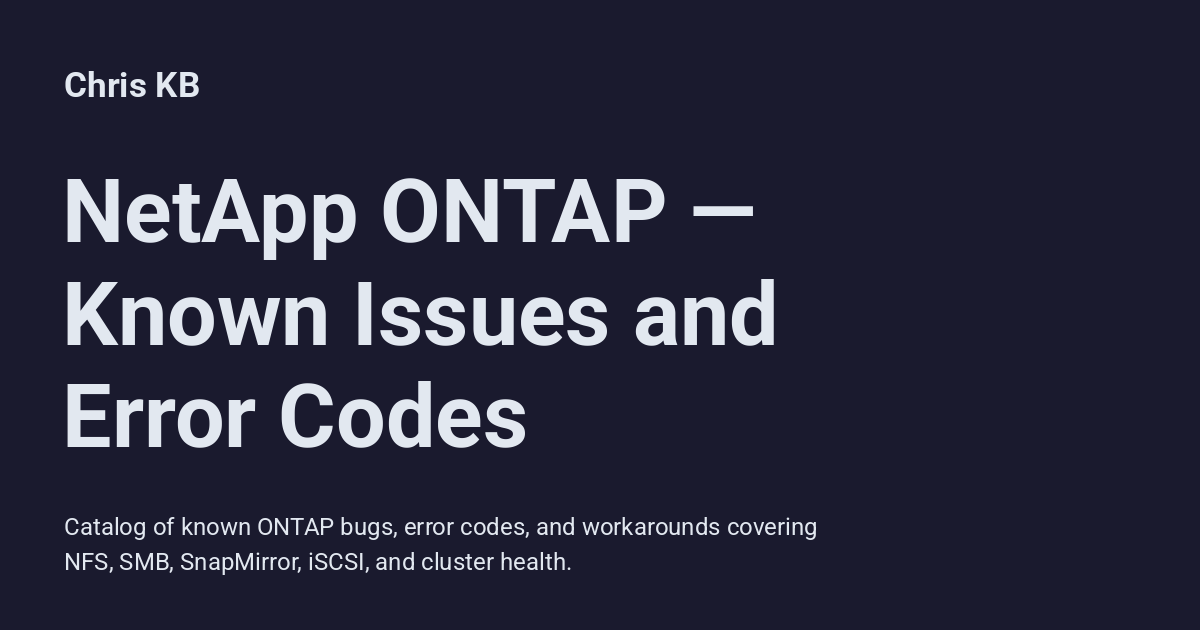 Chris KB
NetApp ONTAP —
Known Issues and
Error Codes
Catalog of known ONTAP bugs, error codes, and workarounds covering
NFS, SMB, SnapMirror, iSCSI, and cluster health.